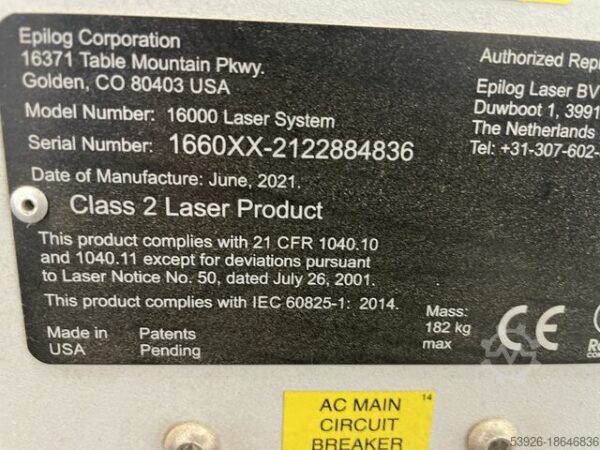 Epilog Corporation
16371 Table Mountain Pkwy.
Golden, CO 80403 USA
Model Number: 16000 Laser System
Serial Number: 1660XX-2122884836
Date of Manufacture: June, 2021.
Class 2 Laser Product
This product complies with 21 CFR 1040.10
and 1040.11 except for deviations pursuant
to Laser Notice No. 50, dated July 26, 2001.
This product complies with IEC 60825-1: 2014.
Made in
USA
Patents
Pending
Authorized Repr
Epilog Laser BV
Duwboot 1, 3991
The Netherlands
Tel: +31-307-602-
Mass:
182 kg
max
CE
14
AC MAIN
CIRCUIT
BREAKER
53926-18646836